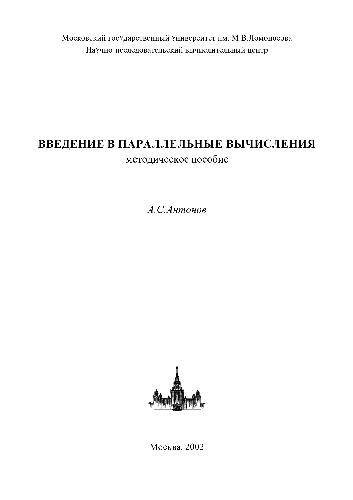 Московский государственный университет им. М.В.Ломоносова
Научно-исследовательский вычислительный центр
ВВЕДЕНИЕ В ПАРАЛЛЕЛЬНЫЕ ВЫЧИСЛЕНИЯ
методическое пособие
А.С.Антонов
Москва, 2002